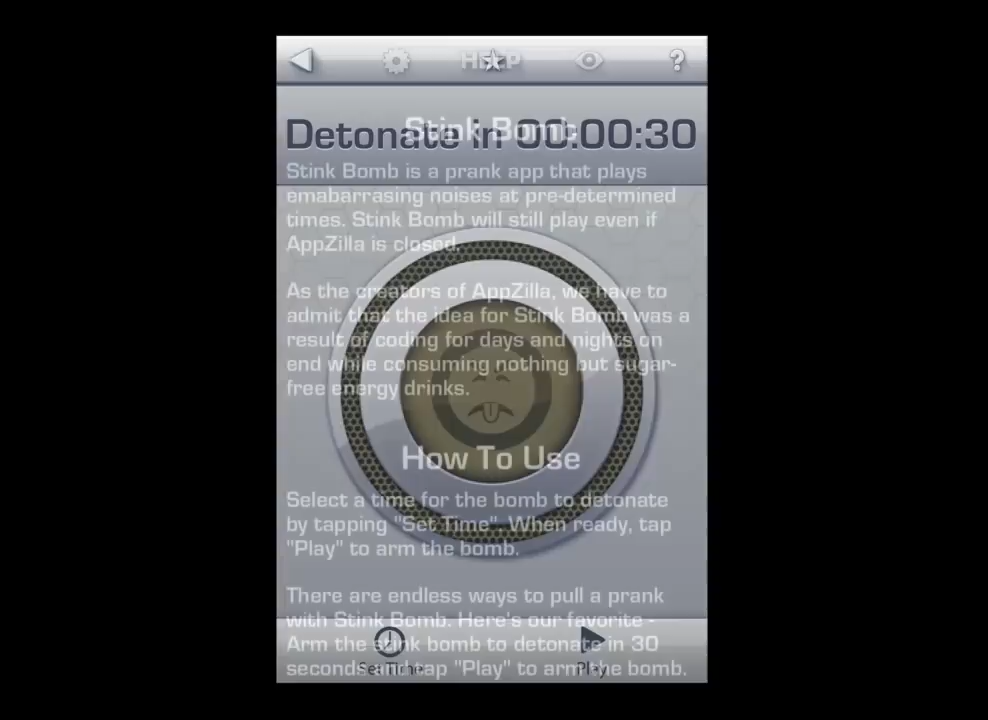 HELP
?
Stink Bomb
Detonate in 00:00:30
Stink Bomb is a prank app that plays
emabarrasing noises at pre-determined
times. Stink Bomb will still play even if
AppZilla is closed.
As the creators of AppZilla, we have to
admit that the idea for Stink Bomb was a
result of coding for days and nights on
end while consuming nothing but sugar-
free energy drinks.
How To Use
Select a time for the bomb to detonate
by tapping "Set Time". When ready, tap
"Play" to arm the bomb.
There are endless ways to pull a prank
with Stink Bomb. Here's our favorite -
Arm the stink bomb to detonate in 30
seconds and tap "Play" to arm the bomb.
Set Time
Play